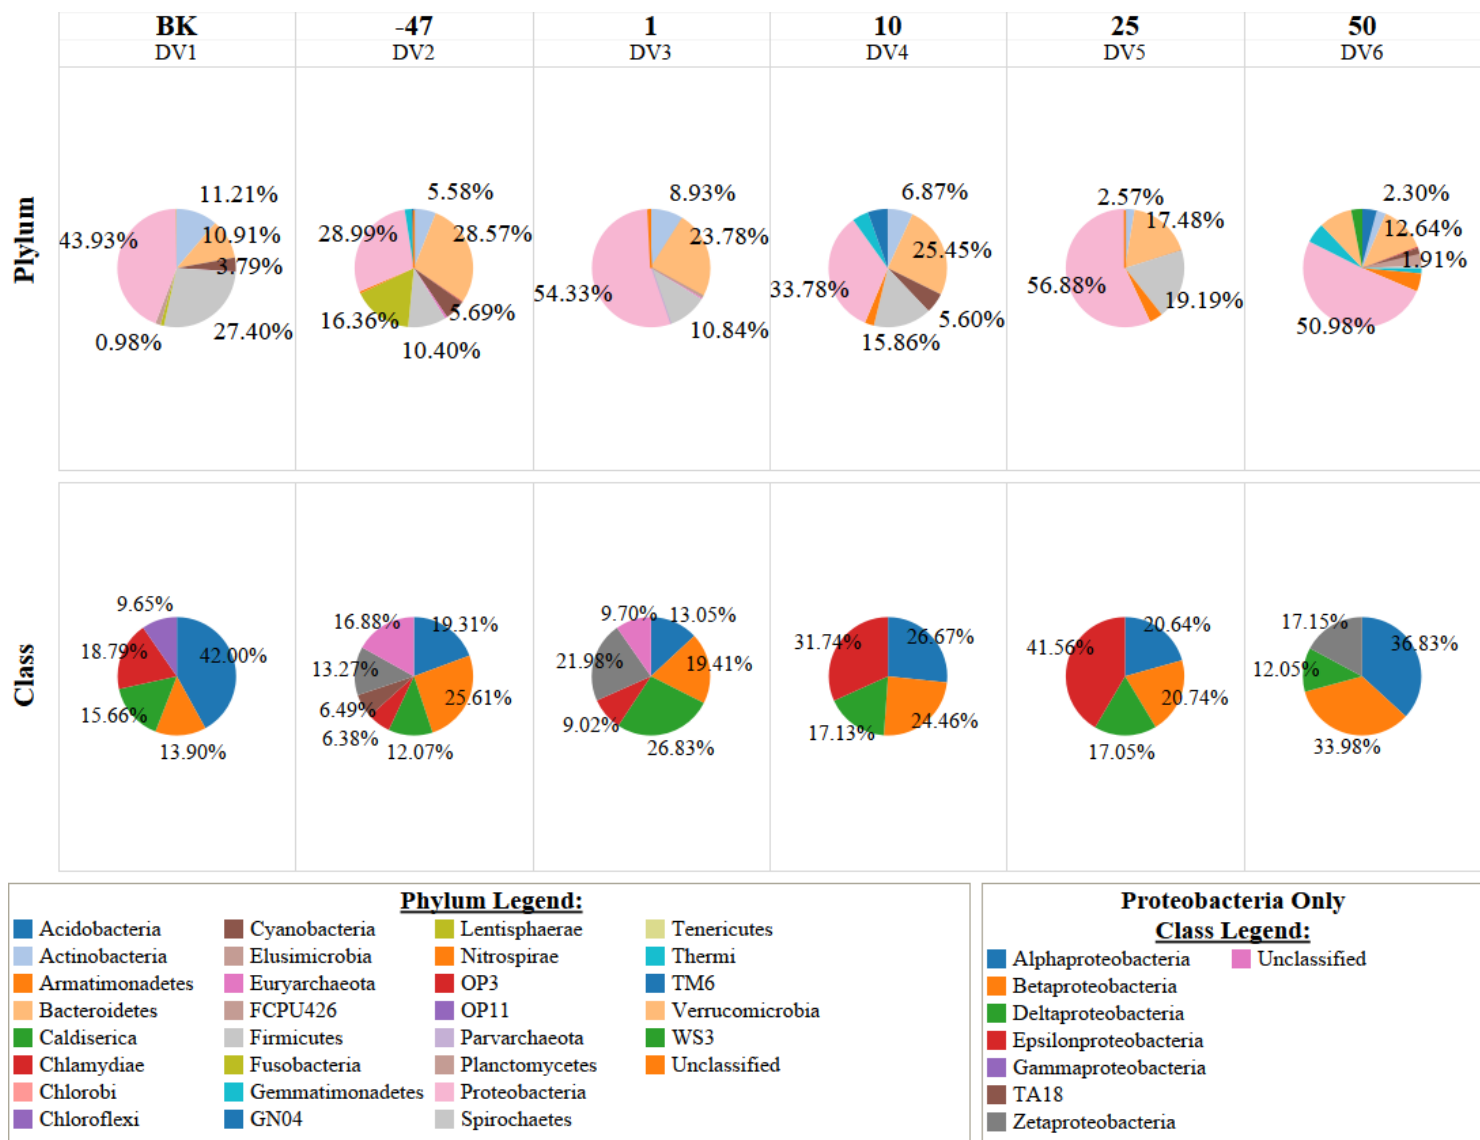 BK -47 1 10 25 50
DV1 DV2 DV3 DV4 DV5 DV6
Plylum
11.21%
10.91%
3.79%
27.40%
0.98%
43.93%
5.58%
28.57%
5.69%
10.40%
16.36%
28.99%
8.93%
23.78%
10.84%
54.33%
6.87%
25.45%
5.60%
15.86%
33.78%
2.57%
17.48%
19.19%
56.88%
2.30%
12.64%
1.91%
50.98%
Class
9.65%
42.00%
13.90%
15.66%
18.79%
16.88%
19.31%
25.61%
12.07%
6.38%
6.49%
13.27%
9.70%
13.05%
19.41%
26.83%
9.02%
21.98%
31.74%
26.67%
24.46%
17.13%
41.56%
20.64%
20.74%
17.05%
17.15%
36.83%
33.98%
12.05%
Phylum Legend:
Acidobacteria
Actinobacteria
Armatimonadetes
Bacteroidetes
Caldiserica
Chlamydiae
Chlorobi
Chloroflexi
Cyanobacteria
Elusimicrobia
Euryarchaeota
FCPU426
Firmicutes
Fusobacteria
Gemmatimonadetes
GN04
Lentisphaerae
Nitrospirae
OP3
OP11
Parvarchaeota
Planctomycetes
Proteobacteria
Spirochaetes
Tenericutes
Thermi
TM6
Verrucomicrobia
WS3
Unclassified
Proteobacteria Only
Class Legend:
Alphaproteobacteria
Betaproteobacteria
Deltaproteobacteria
Epsilonproteobacteria
Gammaproteobacteria
TA18
Zetaproteobacteria
Unclassified